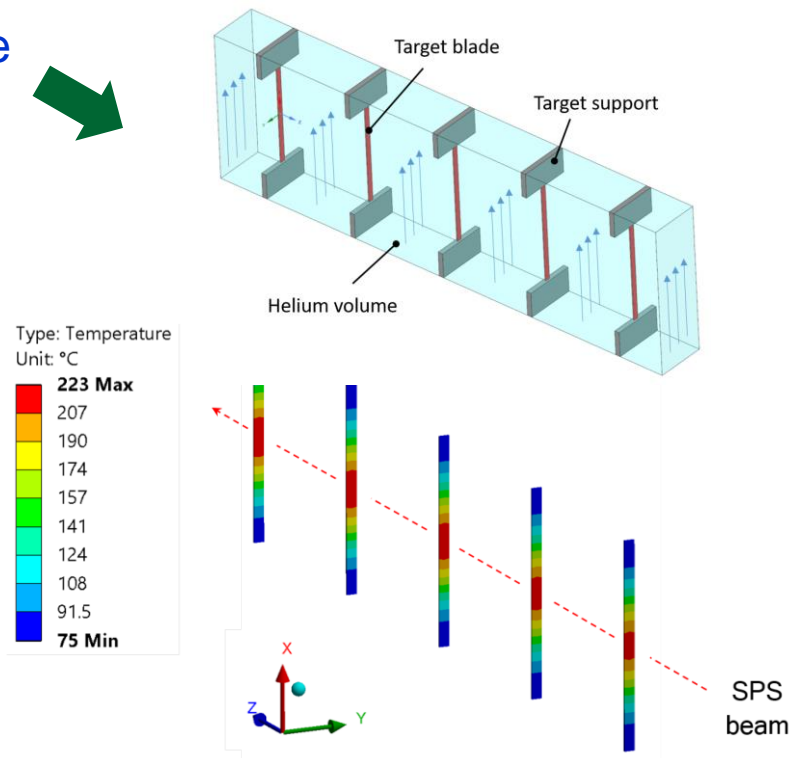 e
Target blade
Target support
Helium volume
Type: Temperature
Unit: °C
223 Max
207
190
174
157
141
124
108
91.5
75 Min
X
Z
Y
SPS
beam